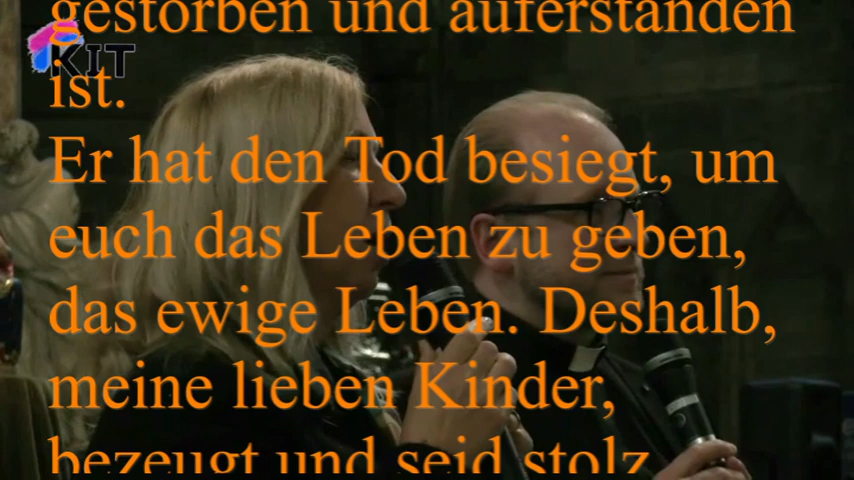 gestorben und auferstanden
KIT
ist.
Er hat den Tod besiegt, um
euch das Leben zu geben,
das ewige Leben. Deshalb,
meine lieben Kinder,
bezeugt und seid stolz